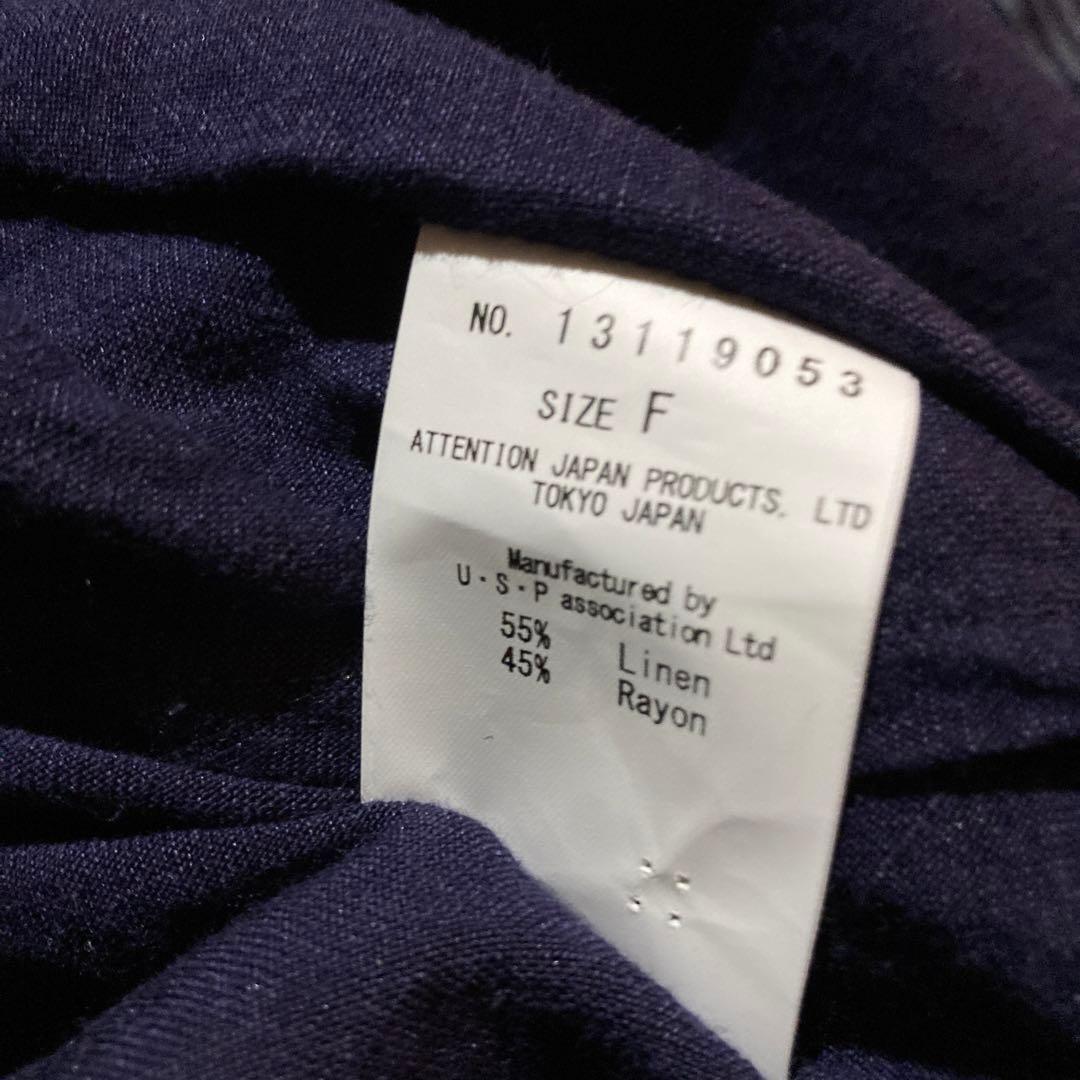 NO. 13119053
SIZE F
ATTENTION JAPAN PRODUCTS. LTD
TOKYO JAPAN
Manufactured by
U・S・P association Ltd
55% Linen
45% Rayon